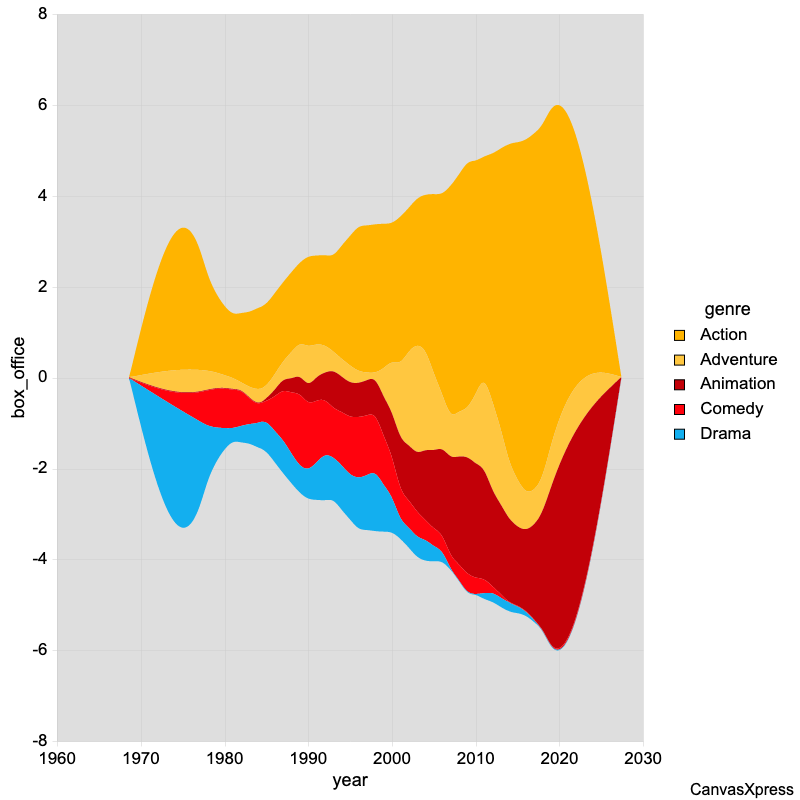 8
6
4
2
0
-2
-4
-6
-8
box_office
1960 1970 1980 1990 2000 2010 2020 2030
year
genre
Action
Adventure
Animation
Comedy
Drama
CanvasXpress